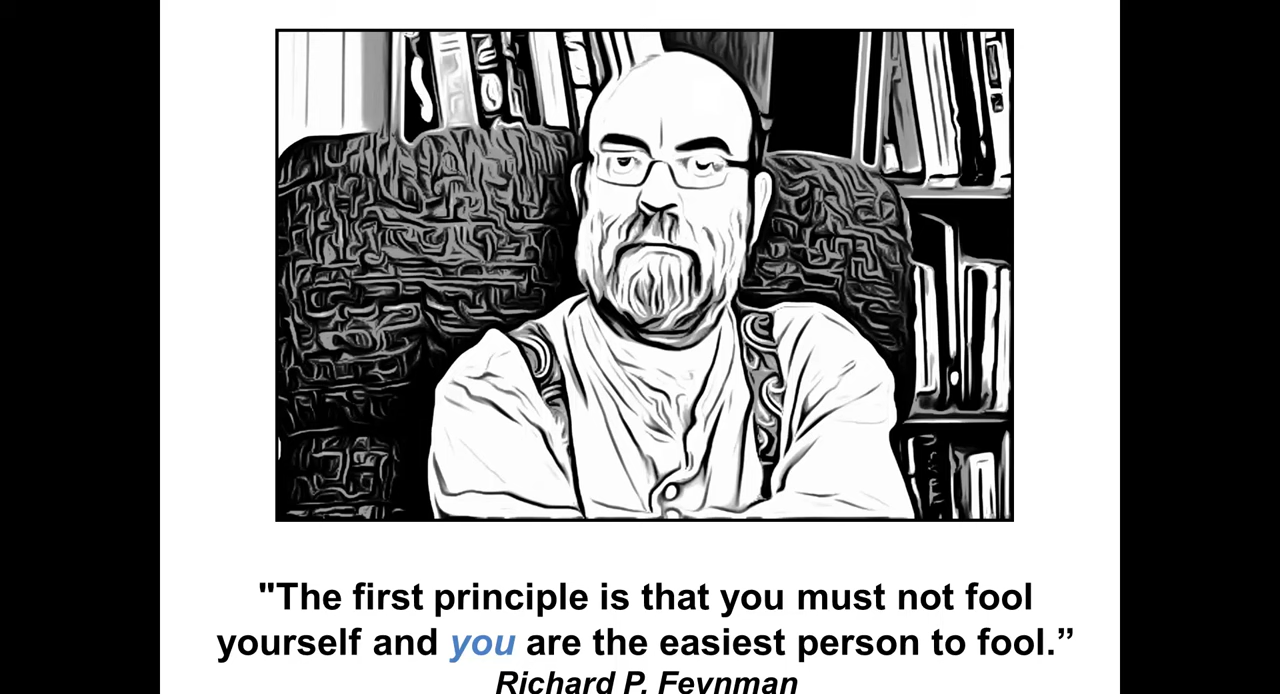 "The first principle is that you must not fool
yourself and you are the easiest person to fool.”
Richard P. Feynman